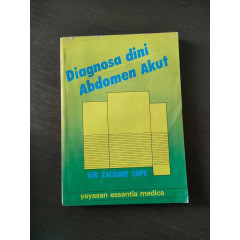 Diagnosa dini
Abdomen Akut
SIR ZACHARY COPE
yayasan essentia medica